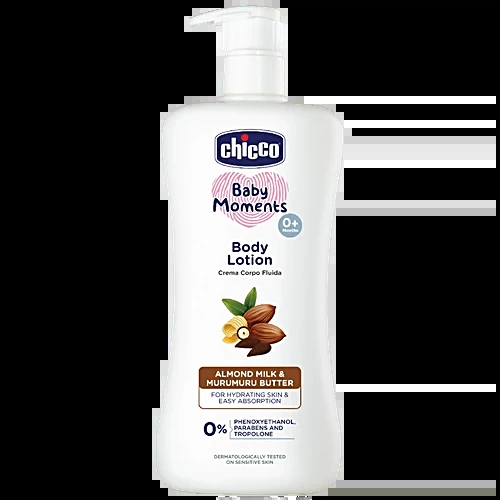 chicco
Baby
Moments
0+
Months
Body
Lotion
Crema Corpo Fluida
ALMOND MILK &
MURUMURU BUTTER
FOR HYDRATING SKIN &
EASY ABSORPTION
0%
PHENOXYETHANOL,
PARABENS AND
TROPOLONE
DERMATOLOGICALLY TESTED
ON SENSITIVE SKIN